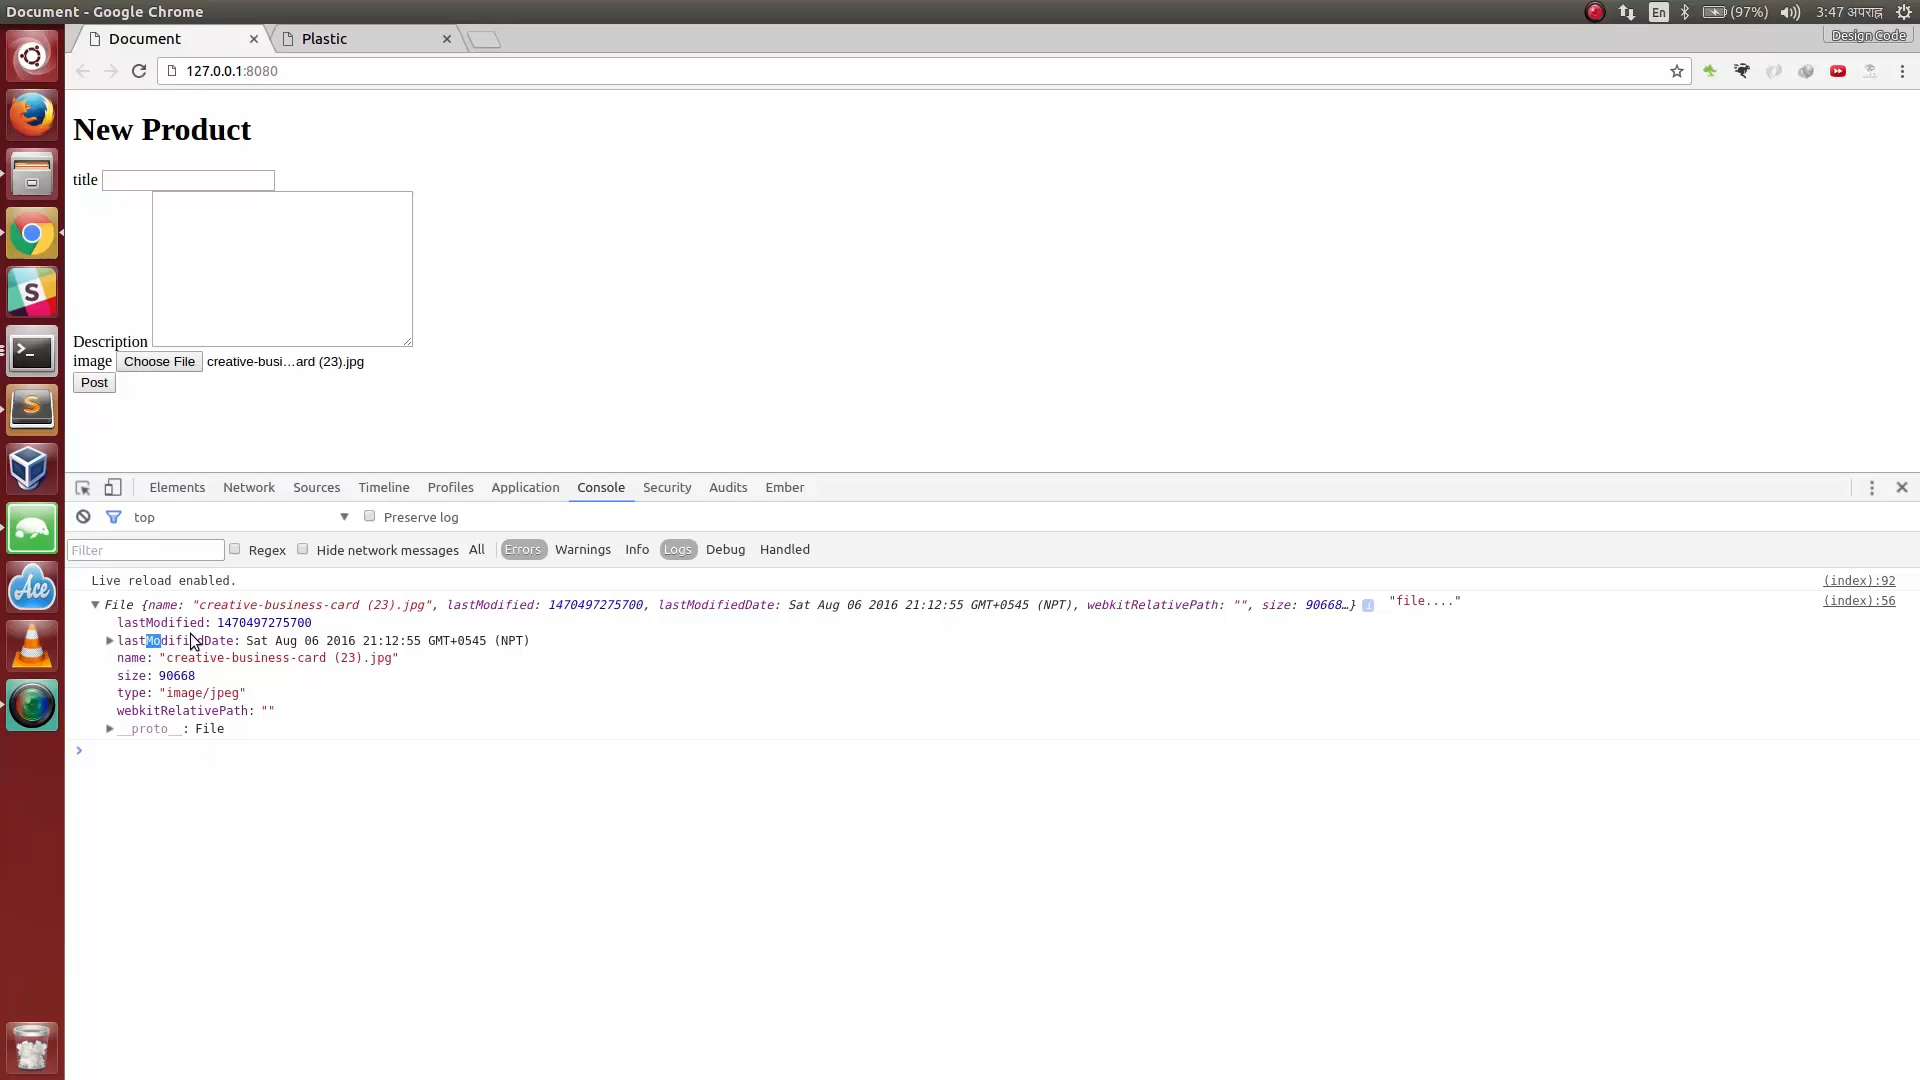 Document - Google Chrome
En (97%) 3:47 अपराह्न
Document Plastic
Design Code
127.0.0.1:8080
New Product
title
Description
image Choose File creative-busi…ard (23).jpg
Post
Elements Network Sources Timeline Profiles Application Console Security Audits Ember
top Preserve log
Filter Regex Hide network messages All Errors Warnings Info Logs Debug Handled
Live reload enabled. (index):92
File {name: "creative-business-card (23).jpg", lastModified: 1470497275700, lastModifiedDate: Sat Aug 06 2016 21:12:55 GMT+0545 (NPT), webkitRelativePath: "", size: 90668…} "file...." (index):56
lastModified: 1470497275700
lastModifiedDate: Sat Aug 06 2016 21:12:55 GMT+0545 (NPT)
name: "creative-business-card (23).jpg"
size: 90668
type: "image/jpeg"
webkitRelativePath: ""
__proto__: File